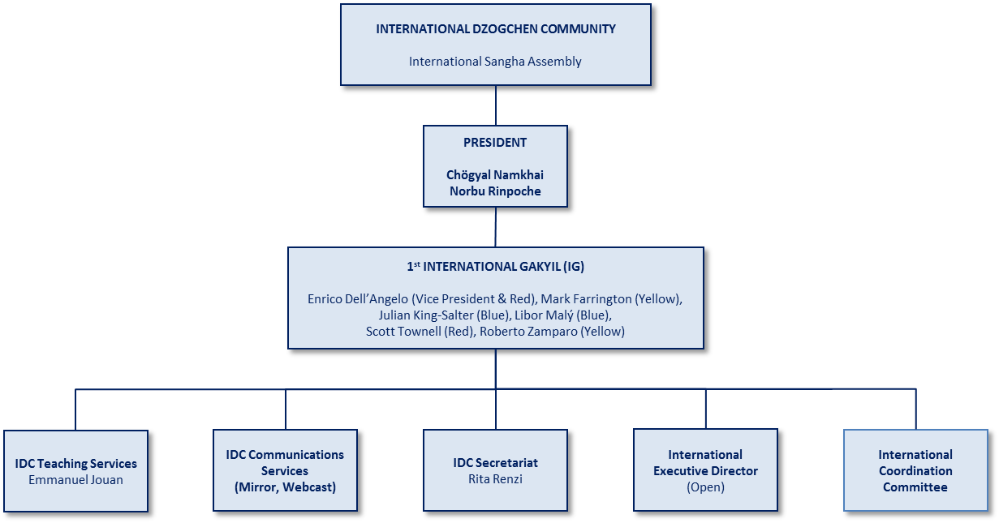 INTERNATIONAL DZOGCHEN COMMUNITY
International Sangha Assembly
PRESIDENT
Chögyal Namkhai
Norbu Rinpoche
1st INTERNATIONAL GAKYIL (IG)
Enrico Dell’Angelo (Vice President & Red), Mark Farrington (Yellow),
Julian King-Salter (Blue), Libor Malý (Blue),
Scott Townell (Red), Roberto Zamparo (Yellow)
IDC Teaching Services
Emmanuel Jouan
IDC Communications
Services
(Mirror, Webcast)
IDC Secretariat
Rita Renzi
International
Executive Director
(Open)
International
Coordination
Committee